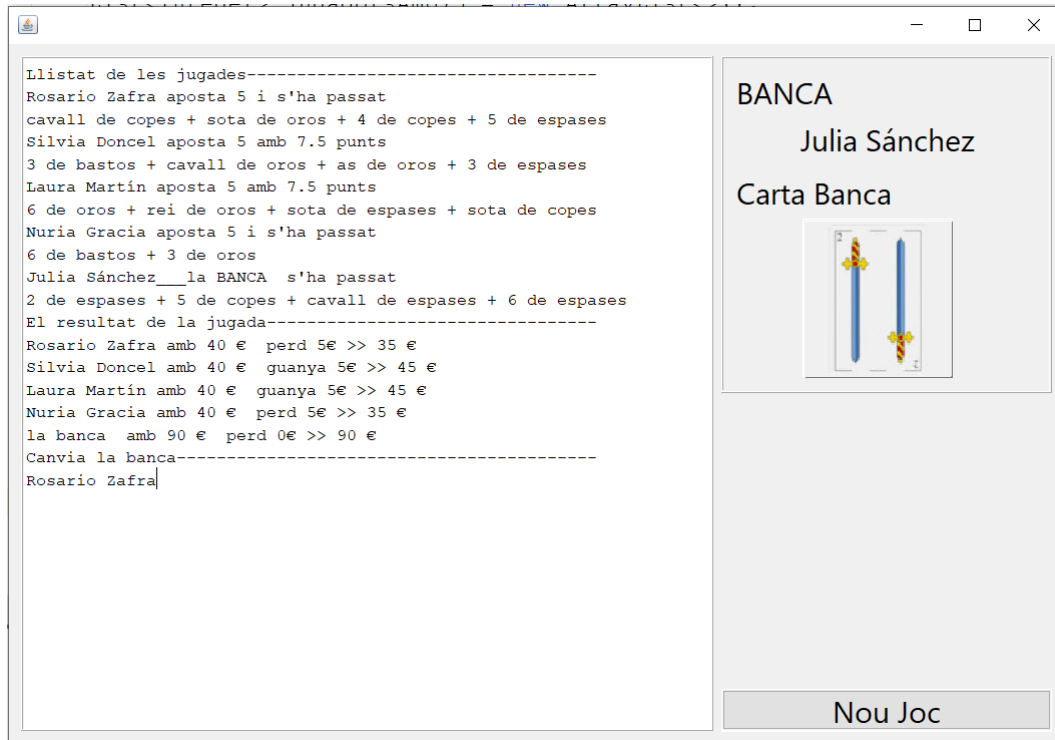 Llistat de les jugades-----------------------------------
Rosario Zafra aposta 5 i s'ha passat
cavall de copes + sota de oros + 4 de copes + 5 de espases
Silvia Doncel aposta 5 amb 7.5 punts
3 de bastos + cavall de oros + as de oros + 3 de espases
Laura Martín aposta 5 amb 7.5 punts
6 de oros + rei de oros + sota de espases + sota de copes
Nuria Gracia aposta 5 i s'ha passat
6 de bastos + 3 de oros
Julia Sánchez___la BANCA  s'ha passat
2 de espases + 5 de copes + cavall de espases + 6 de espases
El resultat de la jugada---------------------------------
Rosario Zafra amb 40 €  perd 5€ >> 35 €
Silvia Doncel amb 40 €  guanya 5€ >> 45 €
Laura Martín amb 40 €  guanya 5€ >> 45 €
Nuria Gracia amb 40 €  perd 5€ >> 35 €
la banca  amb 90 €  perd 0€ >> 90 €
Canvia la banca------------------------------------------
Rosario Zafra
BANCA
Julia Sánchez
Carta Banca
2
2
Nou Joc